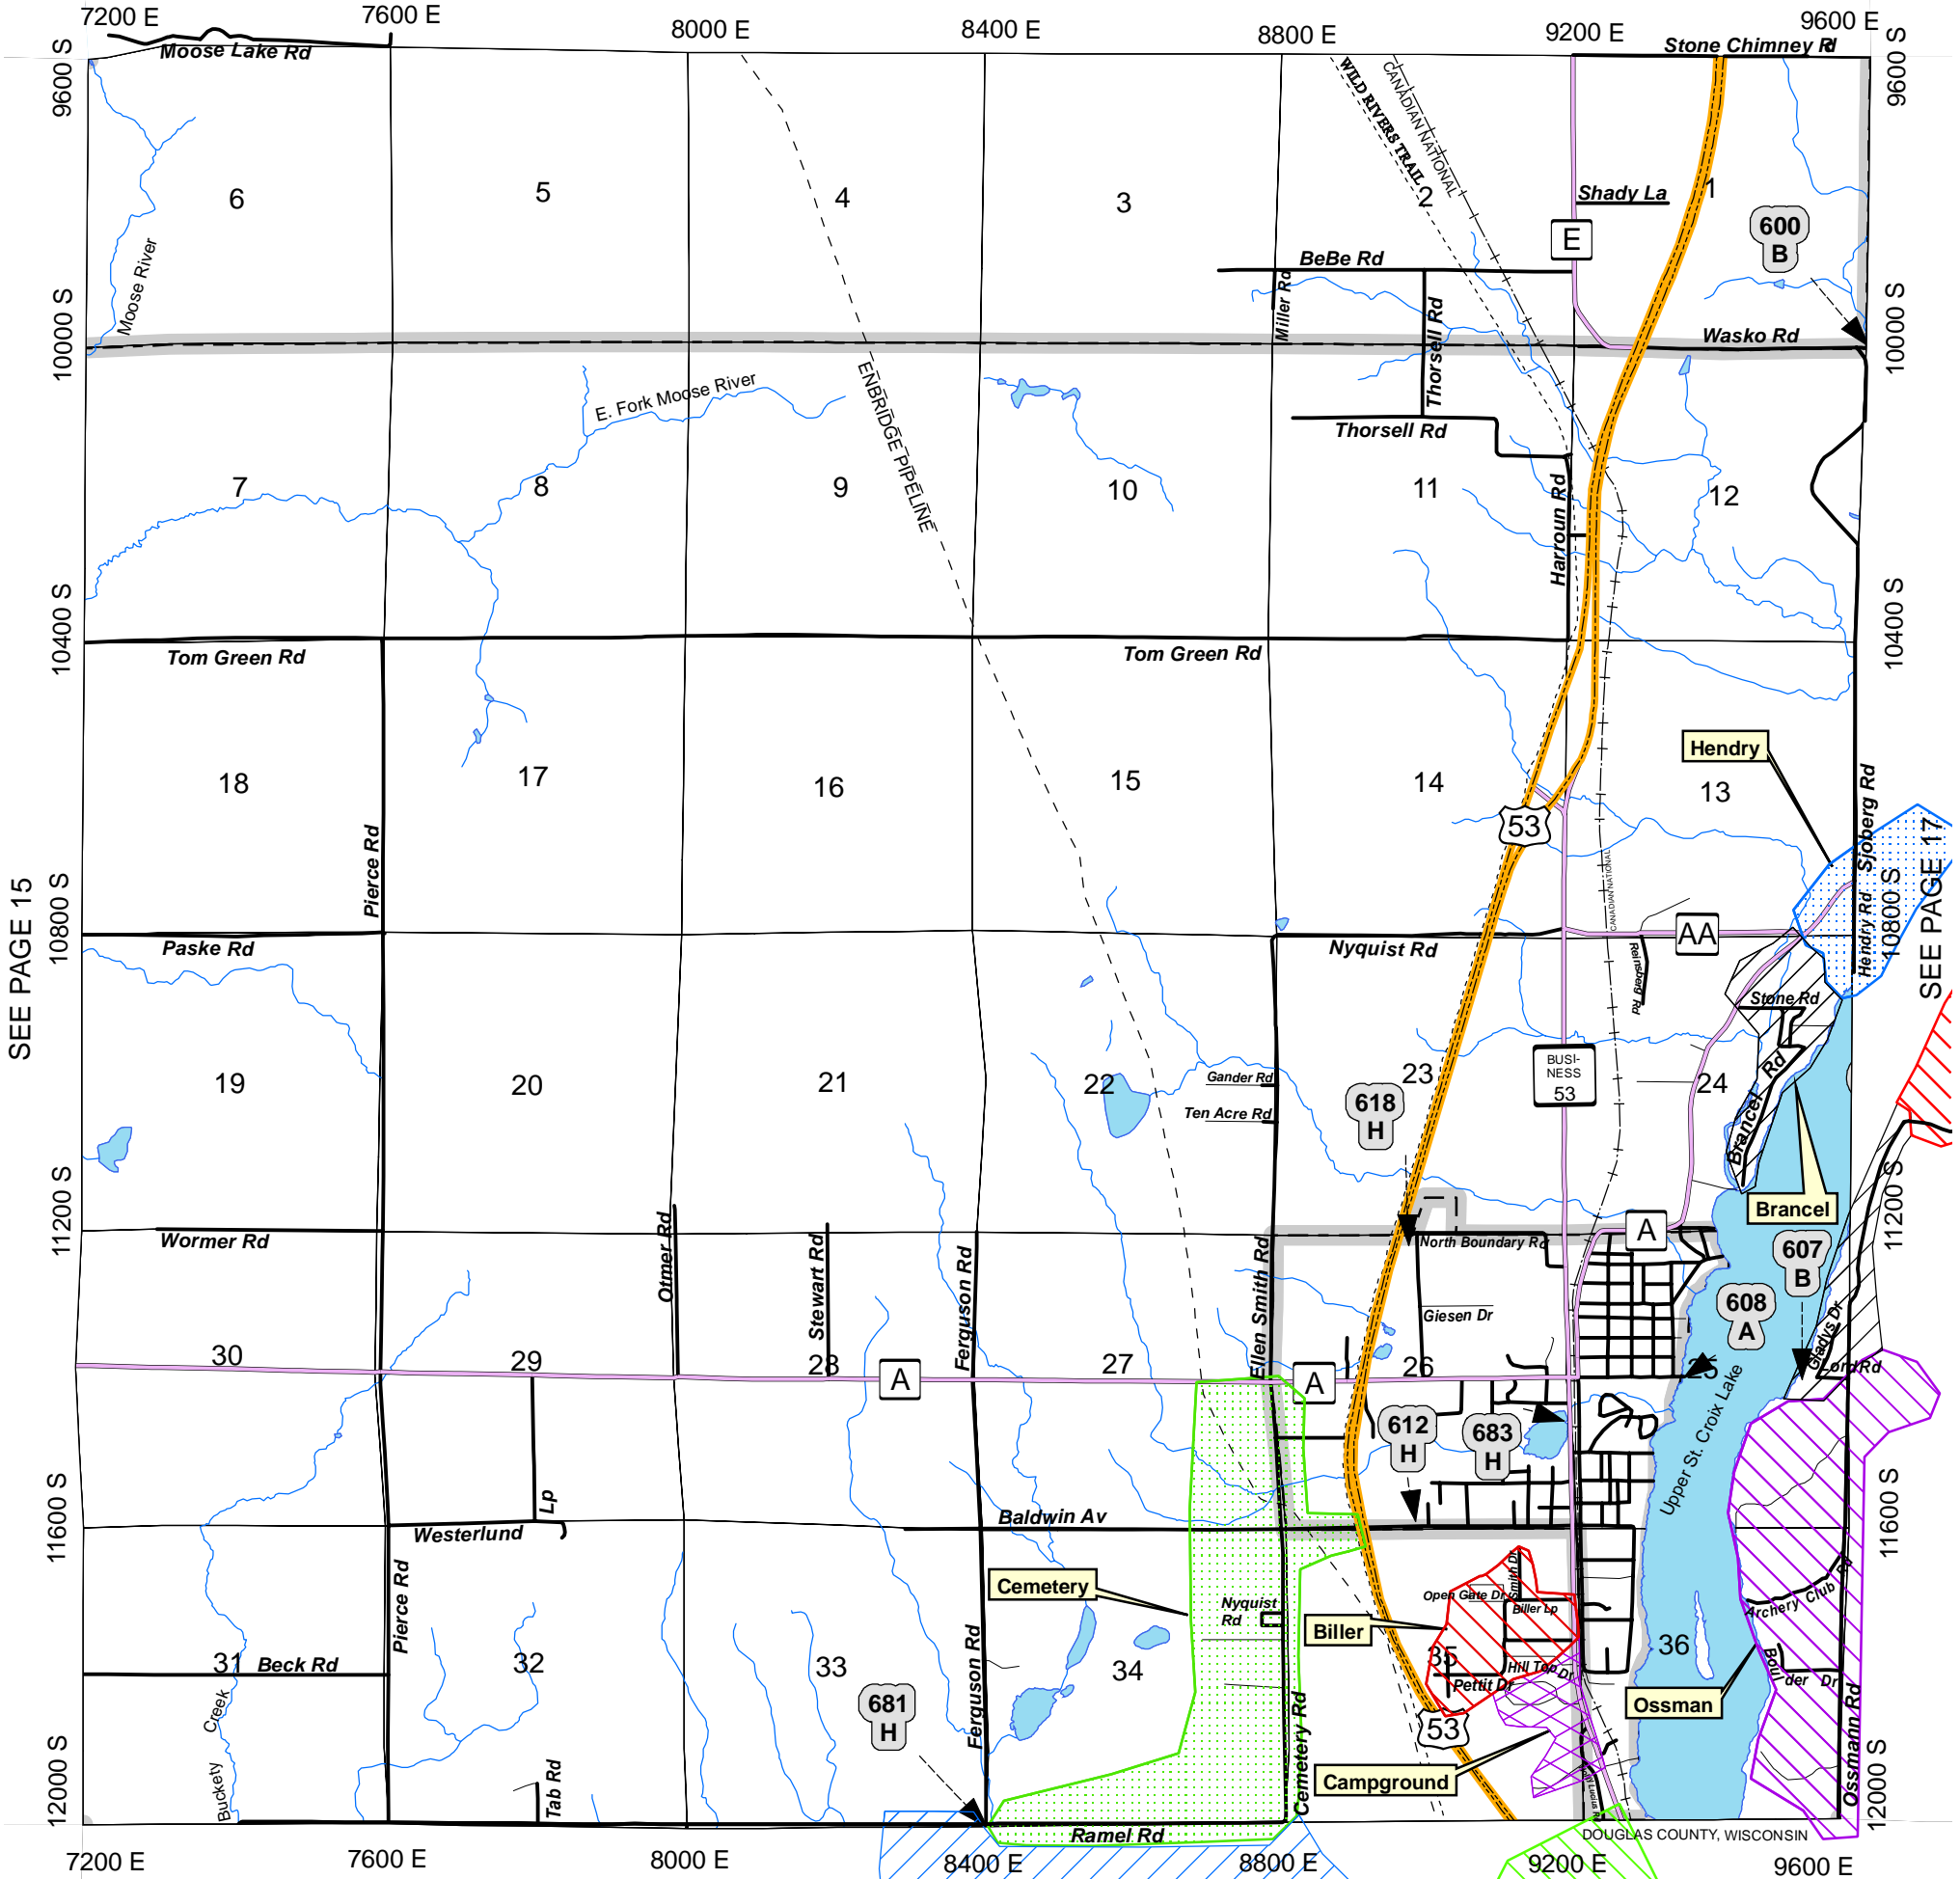 7200 E
7600 E
8000 E
8400 E
8800 E
9200 E
9600 E
Moose Lake Rd
Stone Chimney Rd
9600 S
9600 S
WILD RIVERS TRAIL
CANADIAN NATIONAL
6
5
4
3
2
1
Shady La
E
600
B
Moose River
BeBe Rd
Miller Rd
Thorsell Rd
10000 S
10000 S
Wasko Rd
ENBRIDGE PIPELINE
E. Fork Moose River
Thorsell Rd
7
8
9
10
11
12
Harroun Rd
10400 S
10400 S
Tom Green Rd
Tom Green Rd
Hendry
18
17
16
15
14
13
53
Sjoberg Rd
Pierce Rd
CANADIAN NATIONAL
SEE PAGE 15
SEE PAGE 17
10800 S
10800 S
Paske Rd
Nyquist Rd
AA
Hendry Rd
Reinsberg Rd
Stone Rd
Brancel Rd
19
20
21
22
23
24
Gander Rd
Ten Acre Rd
618
H
BUSI-
NESS
53
Brancel
11200 S
11200 S
Wormer Rd
Otmer Rd
Stewart Rd
Ferguson Rd
Ellen Smith Rd
North Boundary Rd
A
607
B
608
A
Giesen Dr
Gladys Dr
Lord Rd
30
29
28
27
26
25
A
A
612
H
683
H
Upper St. Croix Lake
11600 S
11600 S
Westerlund
Lp
Baldwin Av
Cemetery
Nyquist
Rd
Biller
Open Gate Dr
Smith Dr
Biller Lp
Archery Club Rd
Pierce Rd
31
Beck Rd
32
33
34
35
36
Hill Top Dr
Pettit Dr
Boulder Dr
Ossman
Ossmann Rd
681
H
Ferguson Rd
Cemetery Rd
53
Campground
Buckety Creek
Tab Rd
12000 S
12000 S
Ramel Rd
DOUGLAS COUNTY, WISCONSIN
7200 E
7600 E
8000 E
8400 E
8800 E
9200 E
9600 E